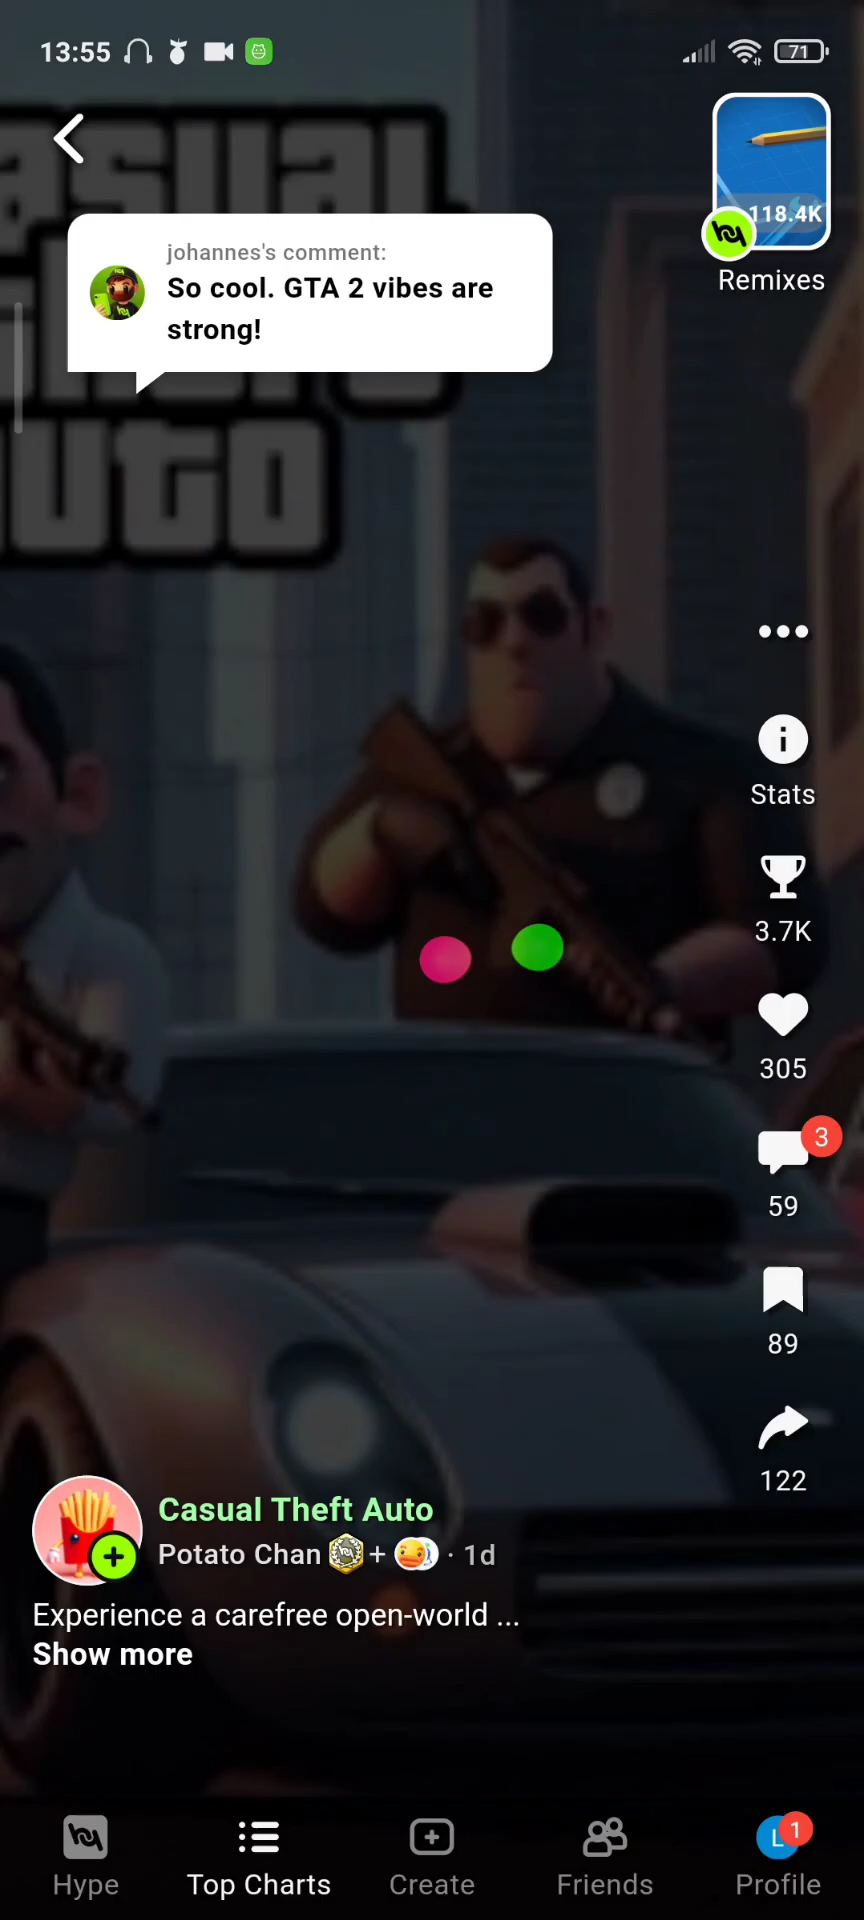 13:55
71
118.4K
Remixes
johannes's comment:
So cool. GTA 2 vibes are
strong!
uto
Stats
3.7K
305
3
59
89
122
Casual Theft Auto
Potato Chan + · 1d
Experience a carefree open-world ...
Show more
Hype
Top Charts
Create
Friends
L 1
Profile